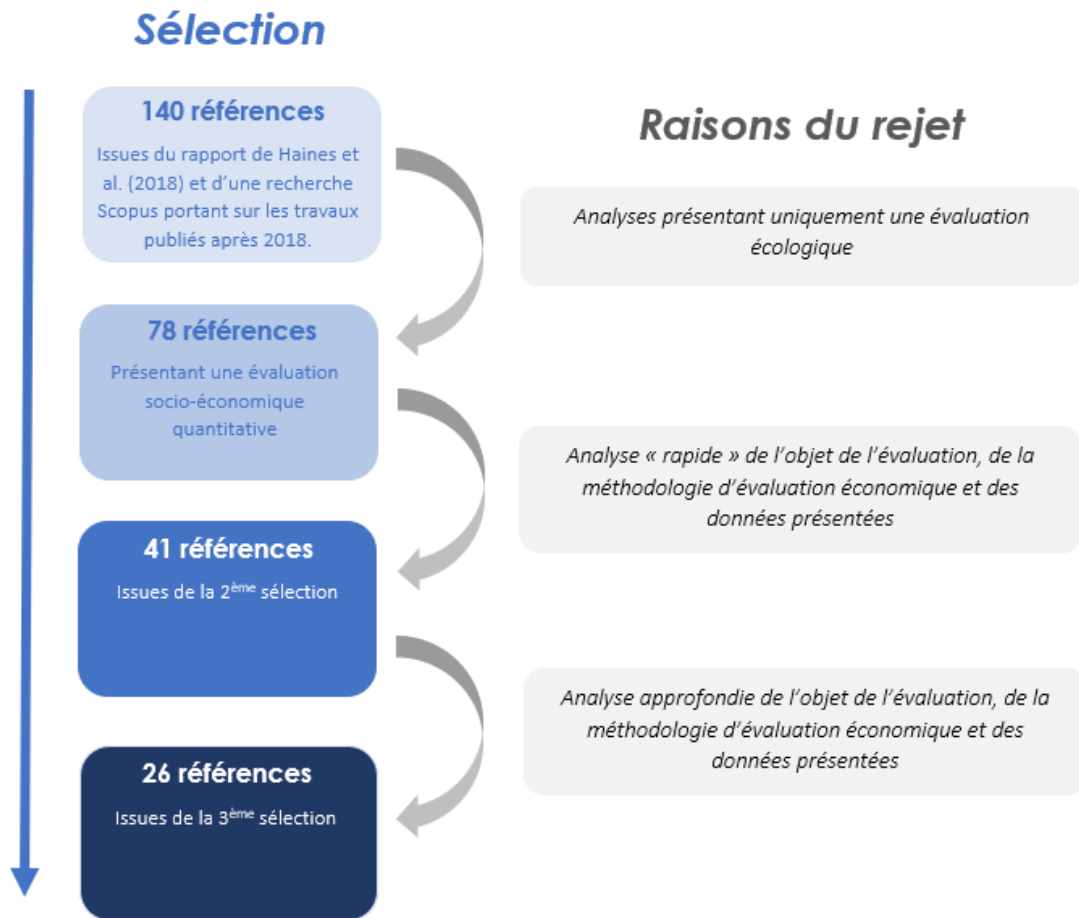 Sélection
140 références
Issues du rapport de Haines et
al. (2018) et d'une recherche
Scopus portant sur les travaux
publiés après 2018.
Raisons du rejet
Analyses présentant uniquement une évaluation
écologique
78 références
Présentant une évaluation
socio-économique
quantitative
Analyse « rapide » de l'objet de l'évaluation, de la
méthodologie d'évaluation économique et des
données présentées
41 références
Issues de la 2ème sélection
Analyse approfondie de l'objet de l'évaluation, de la
méthodologie d'évaluation économique et des
données présentées
26 références
Issues de la 3ème sélection